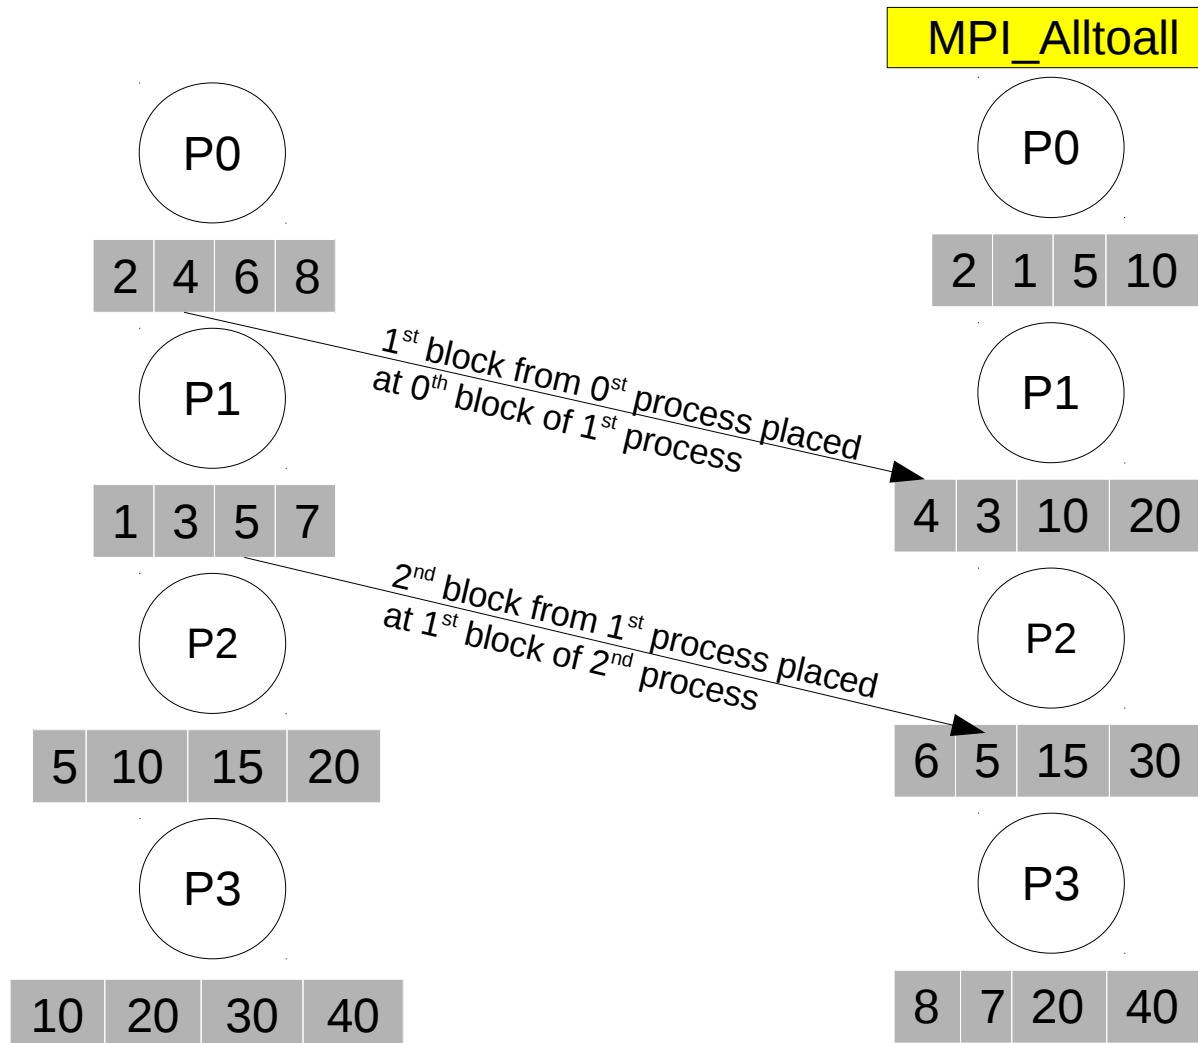 MPI_Alltoall
P0
P0
2 4 6 8
2 1 5 10
1st block from 0st process placed
at 0th block of 1st process
P1
P1
1 3 5 7
4 3 10 20
2nd block from 1st process placed
at 1st block of 2nd process
P2
P2
5 10 15 20
6 5 15 30
P3
P3
10 20 30 40
8 7 20 40